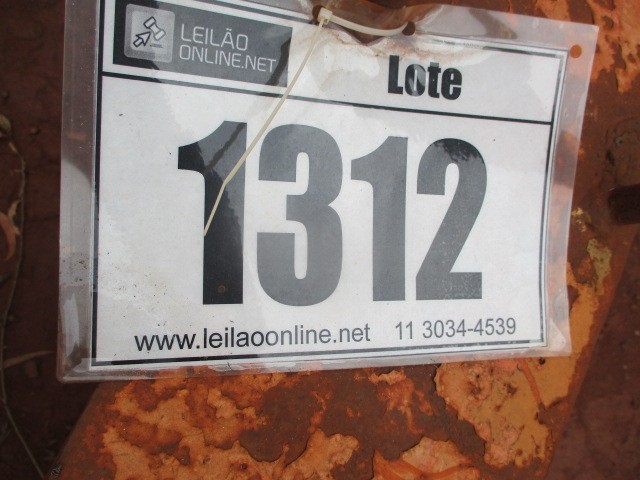 LEILÃO
ONLINE.NET
Lote
1312
www.leilaoonline.net 11 3034-4539